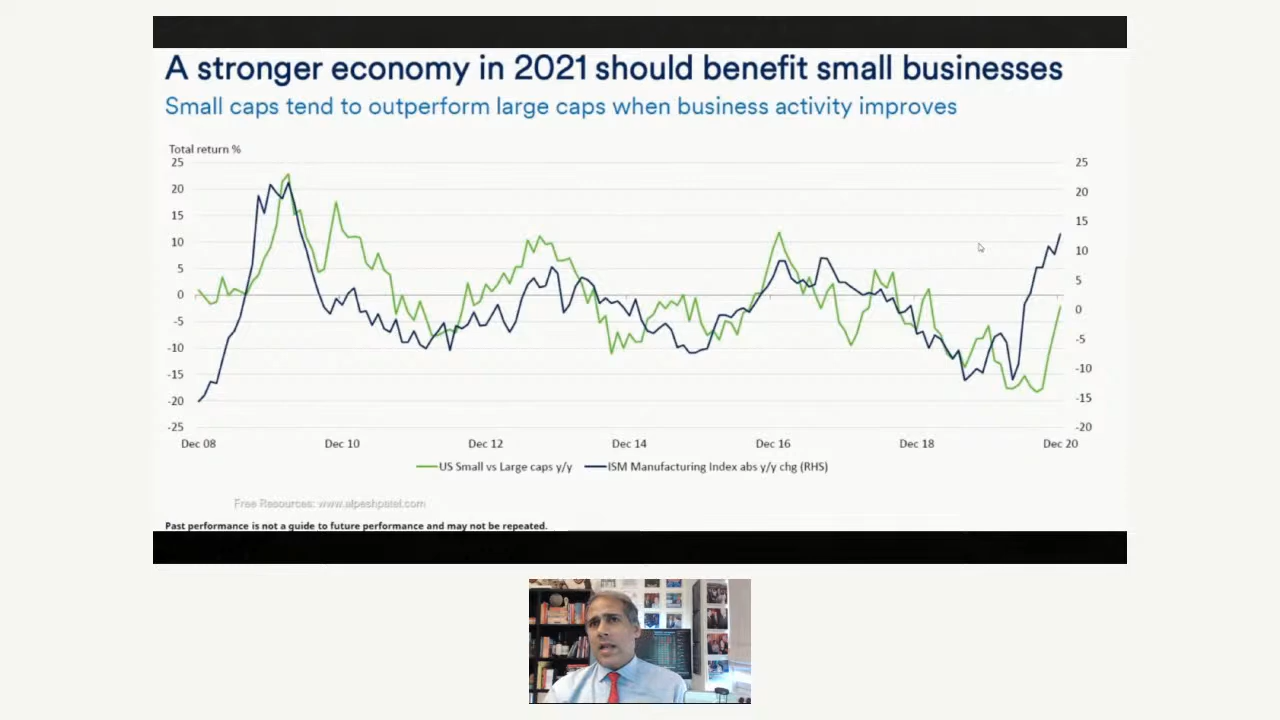 A stronger economy in 2021 should benefit small businesses
Small caps tend to outperform large caps when business activity improves
Total return %
25 25
20 20
15 15
10 10
5 5
0 0
-5 -5
-10 -10
-15 -15
-20 -20
-25
Dec 08 Dec 10 Dec 12 Dec 14 Dec 16 Dec 18 Dec 20
US Small vs Large caps y/y ISM Manufacturing Index abs y/y chg (RHS)
Free Resources: www.alpeshpatel.com
Past performance is not a guide to future performance and may not be repeated.